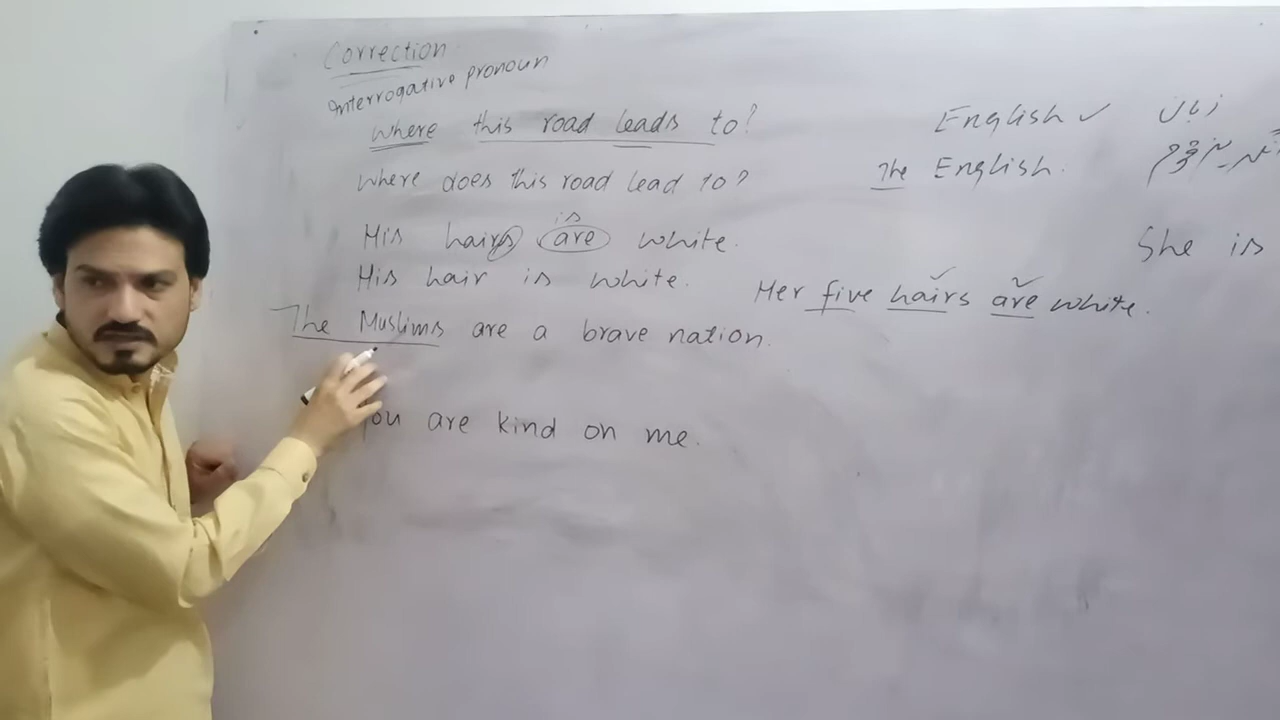 Correction
Interrogative pronoun
Where this road leads to?
Where does this road lead to?
is
His hairs are white.
His hair is white.
The Muslims are a brave nation.
You are kind on me.
English ✓ زبان
The English.
She is
Her five hairs are white.